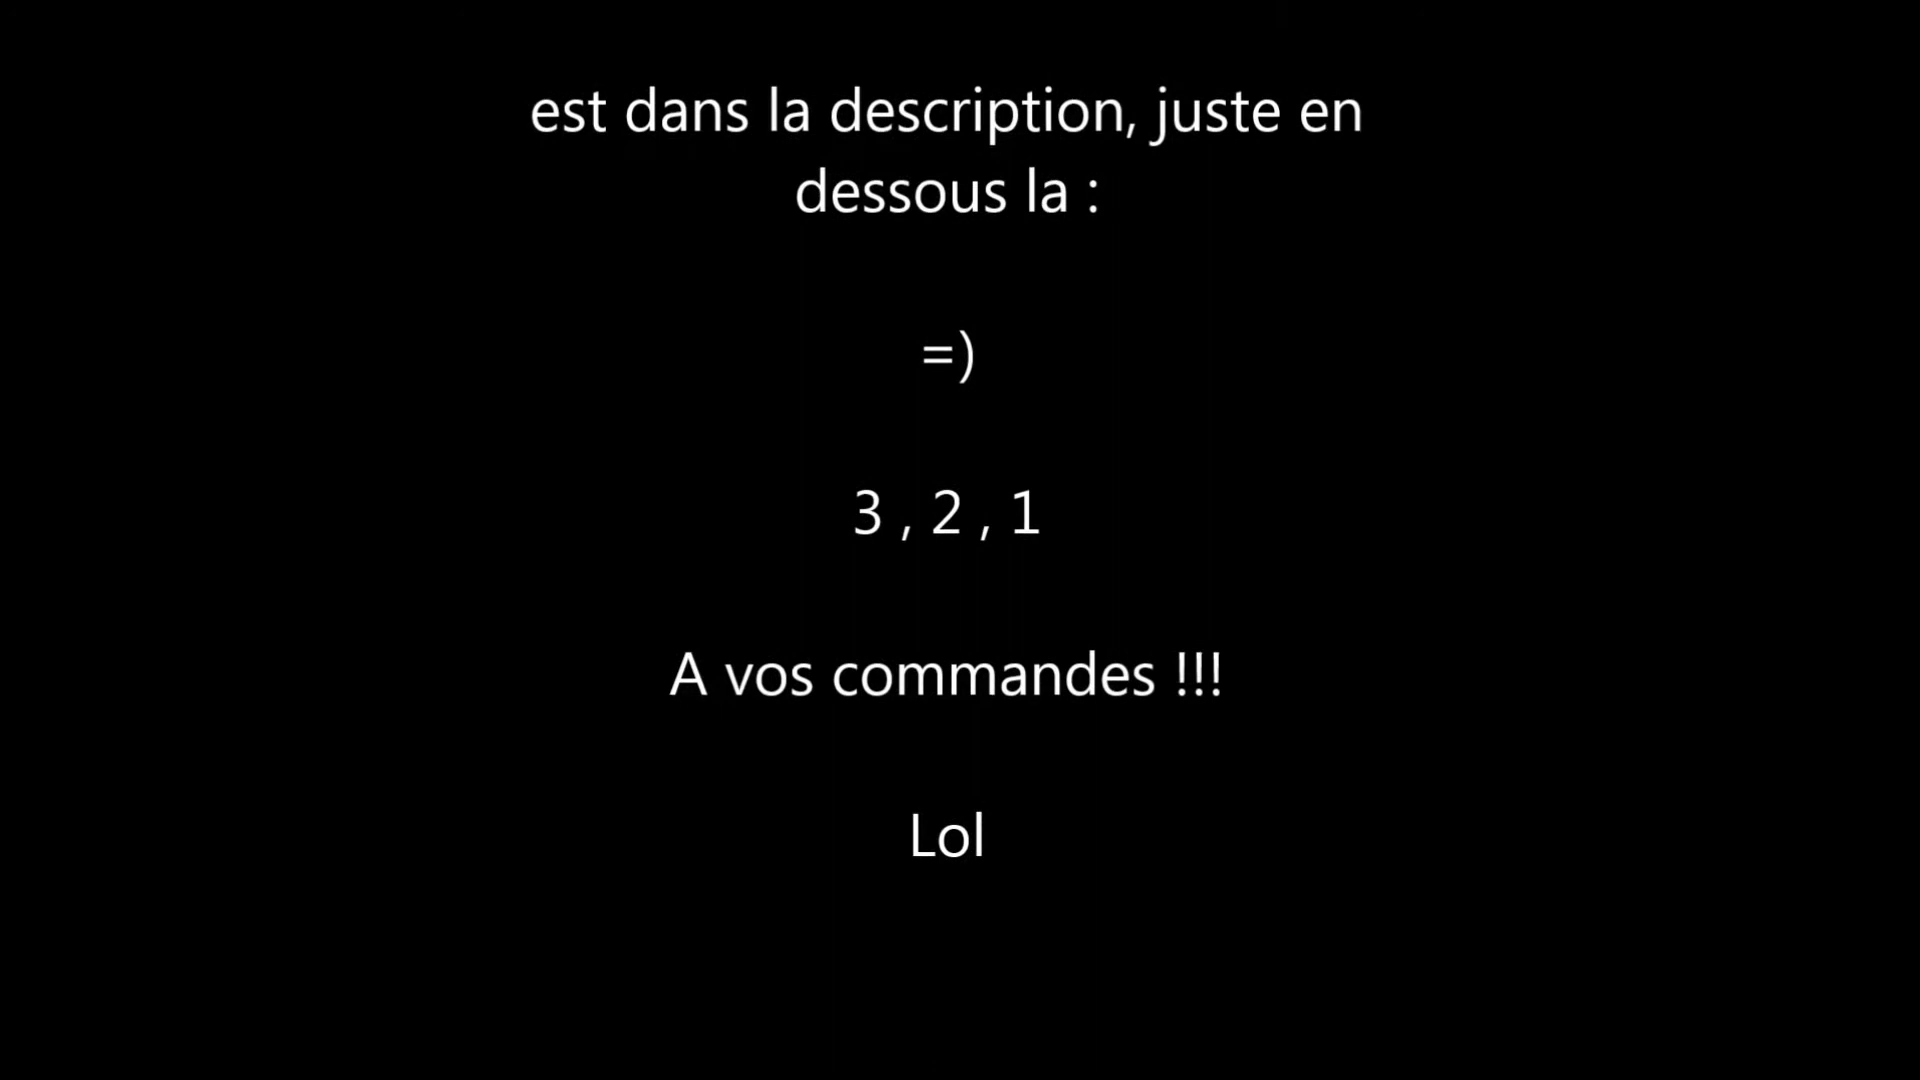 est dans la description, juste en
dessous la :
=)
3 , 2 , 1
A vos commandes !!!
Lol